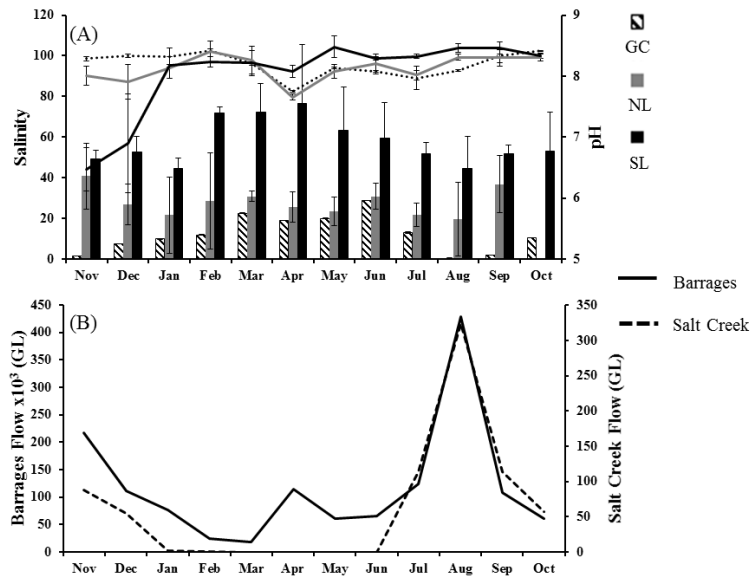 (A)
120
100
80
60
40
20
0
Salinity
9
8
7
6
5
pH
Nov Dec Jan Feb Mar Apr May Jun Jul Aug Sep Oct
GC
NL
SL
(B)
450
400
350
300
250
200
150
100
50
0
Barrages Flow x10³ (GL)
350
300
250
200
150
100
50
0
Salt Creek Flow (GL)
Nov Dec Jan Feb Mar Apr May Jun Jul Aug Sep Oct
Barrages
Salt Creek